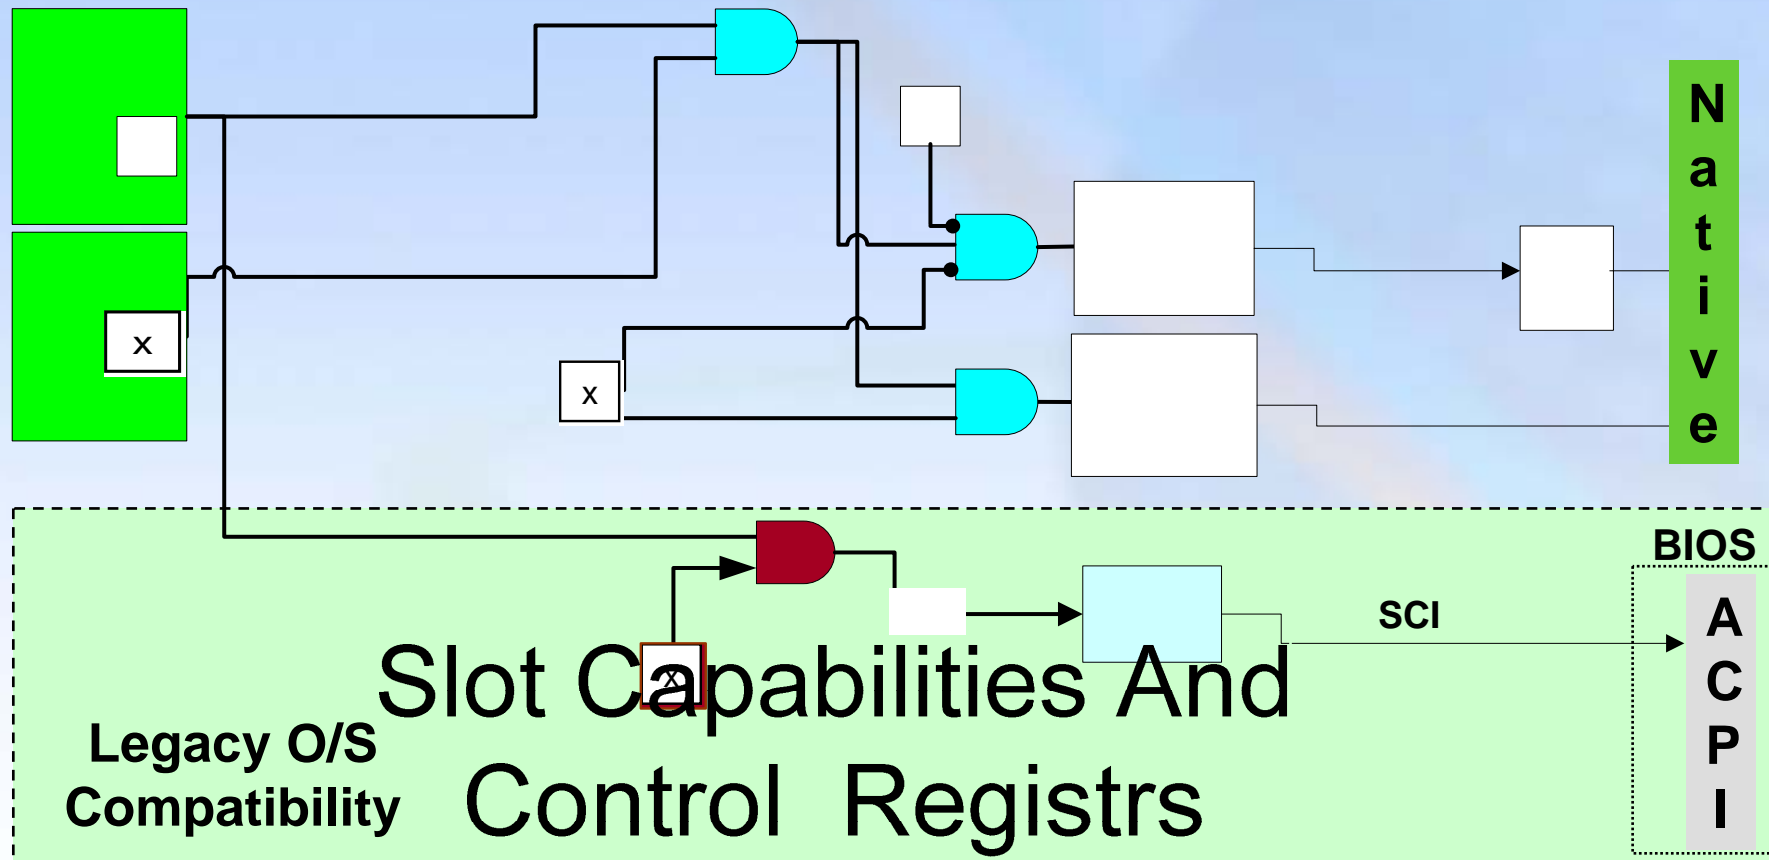 N
a
t
i
v
e
x
x
BIOS
SCI
A
C
P
I
x
Slot Capabilities And
Control Registrs
Legacy O/S
Compatibility